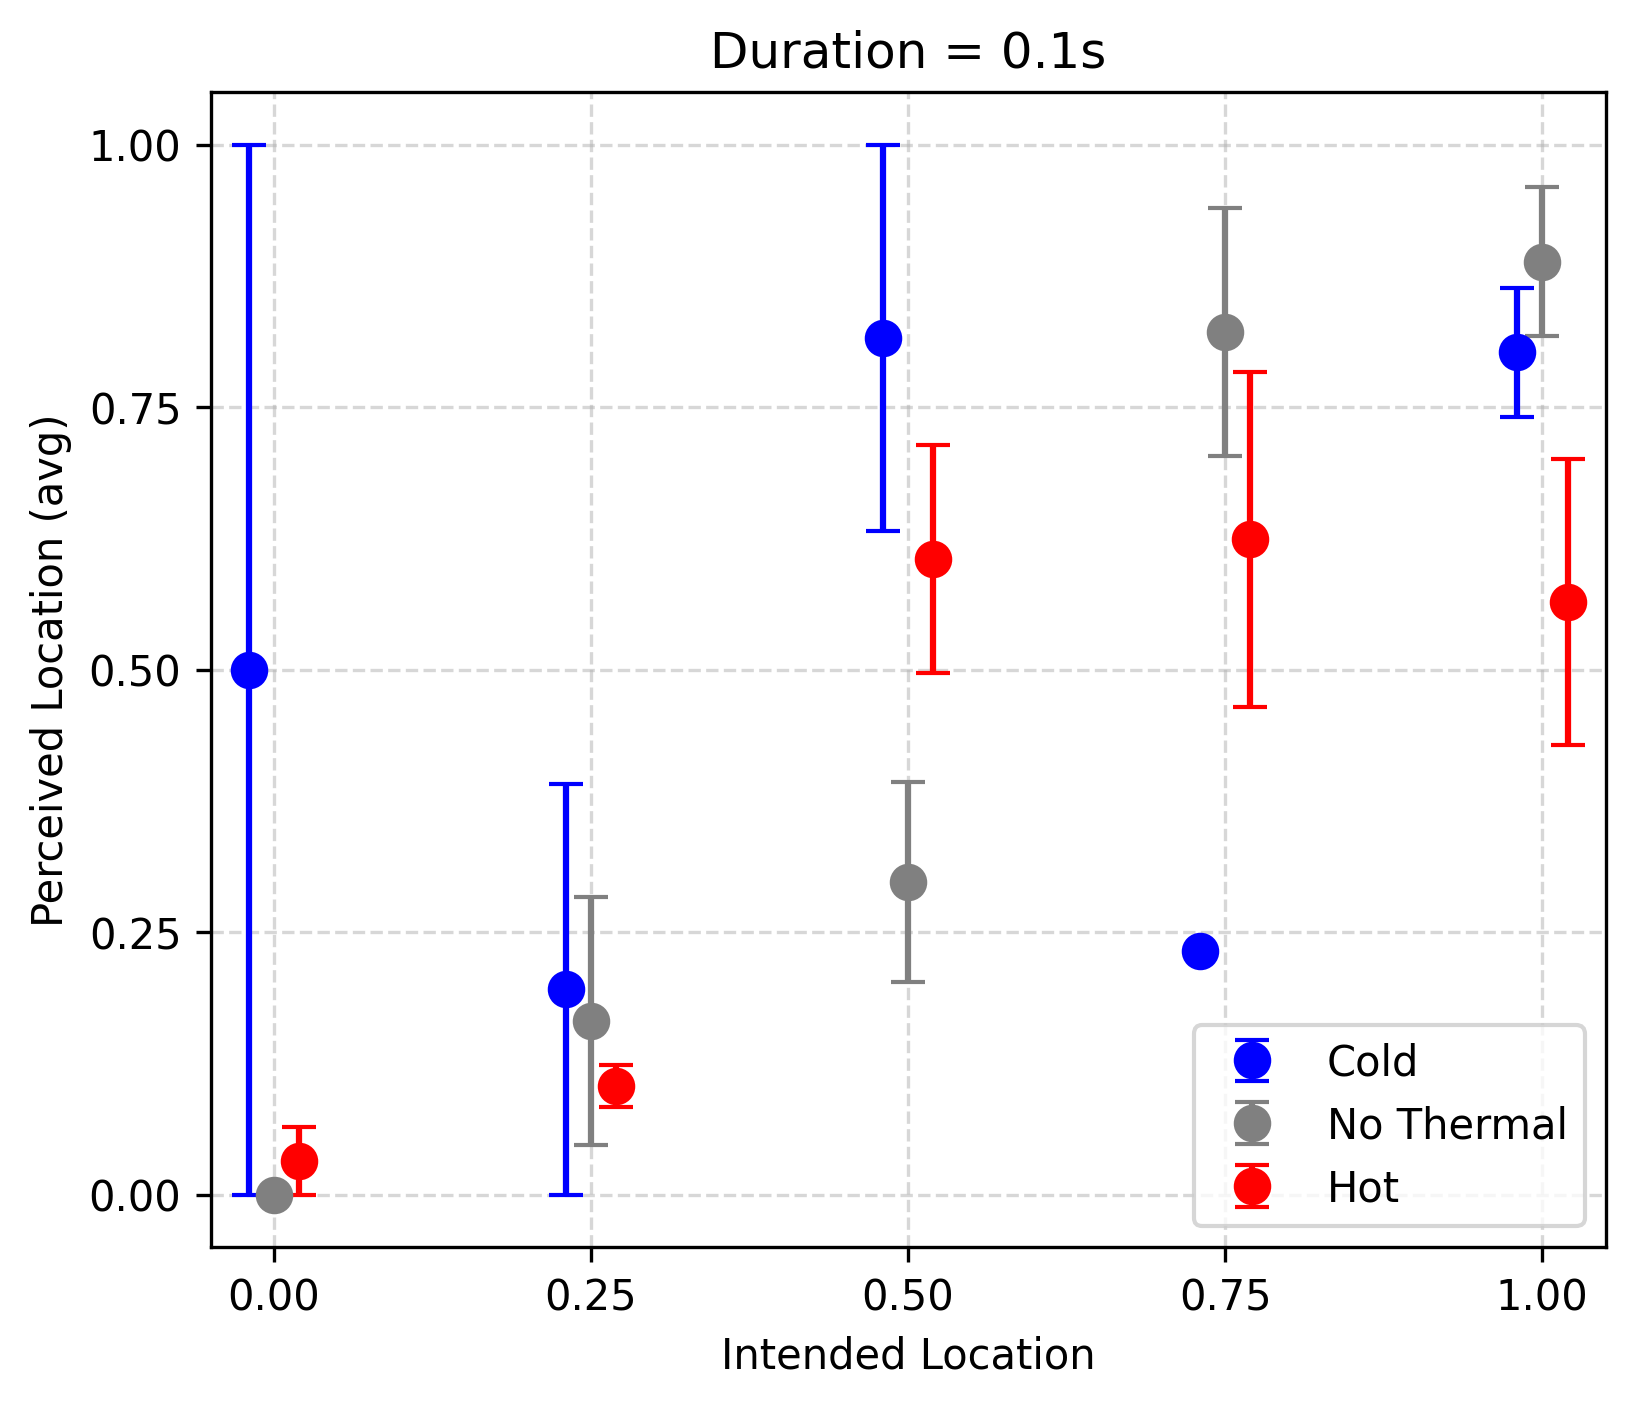 Duration = 0.1s
1.00
0.75
0.50
0.25
0.00
Perceived Location (avg)
0.00 0.25 0.50 0.75 1.00
Intended Location
Cold
No Thermal
Hot